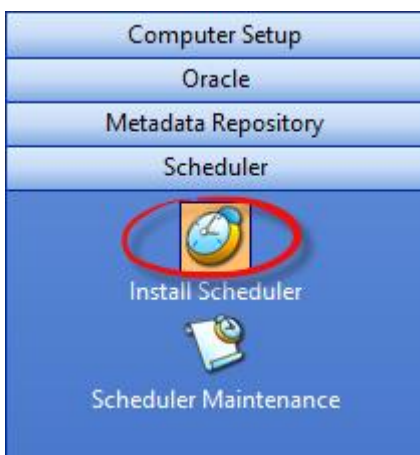 Computer Setup
Oracle
Metadata Repository
Scheduler
Install Scheduler
Scheduler Maintenance